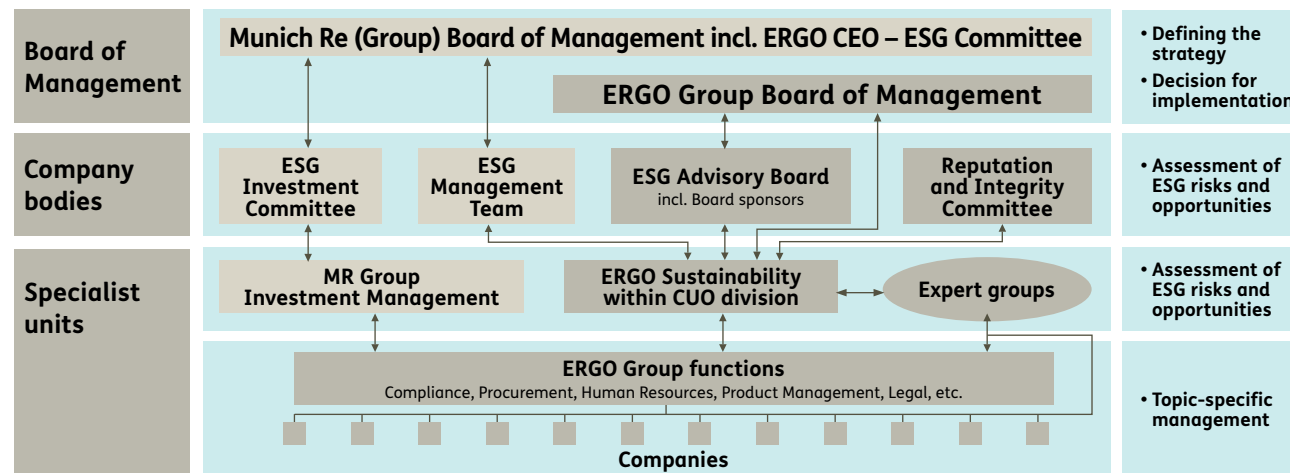 Board of
Management
Munich Re (Group) Board of Management incl. ERGO CEO – ESG Committee
ERGO Group Board of Management
• Defining the
strategy
• Decision for
implementation
Company
bodies
ESG
Investment
Committee
ESG
Management
Team
ESG Advisory Board
incl. Board sponsors
Reputation
and Integrity
Committee
• Assessment of
ESG risks and
opportunities
Specialist
units
MR Group
Investment Management
ERGO Sustainability
within CUO division
Expert groups
• Assessment of
ESG risks and
opportunities
ERGO Group functions
Compliance, Procurement, Human Resources, Product Management, Legal, etc.
Companies
• Topic-specific
management